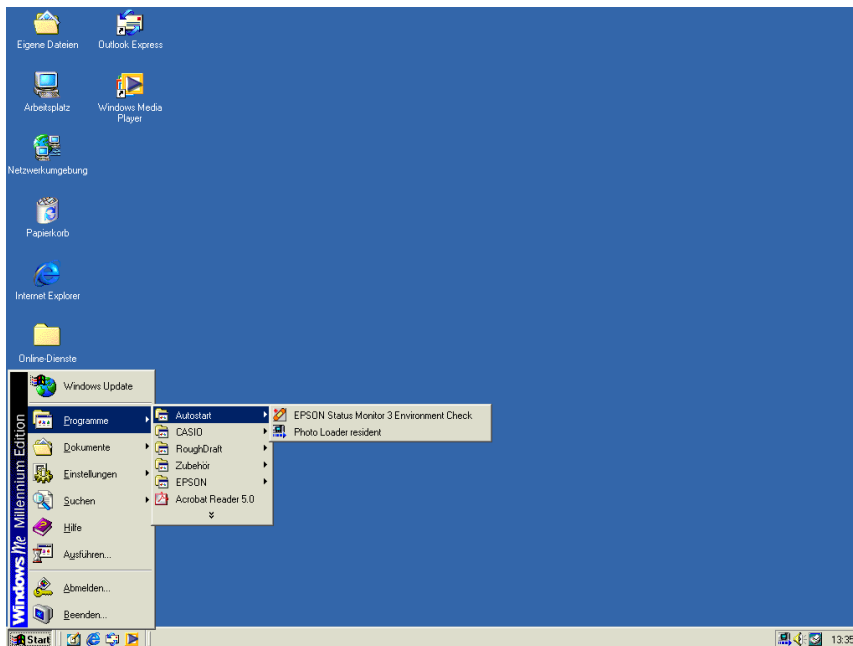 Eigene Dateien
Outlook Express
Arbeitsplatz
Windows Media
Player
Netzwerkumgebung
Papierkorb
Internet Explorer
Online-Dienste
Windows Me Millennium Edition
Windows Update
Programme
Dokumente
Einstellungen
Suchen
Hilfe
Ausführen...
Abmelden...
Beenden...
Autostart
CASIO
RoughDraft
Zubehör
EPSON
Acrobat Reader 5.0
EPSON Status Monitor 3 Environment Check
Photo Loader resident
Start
13:35